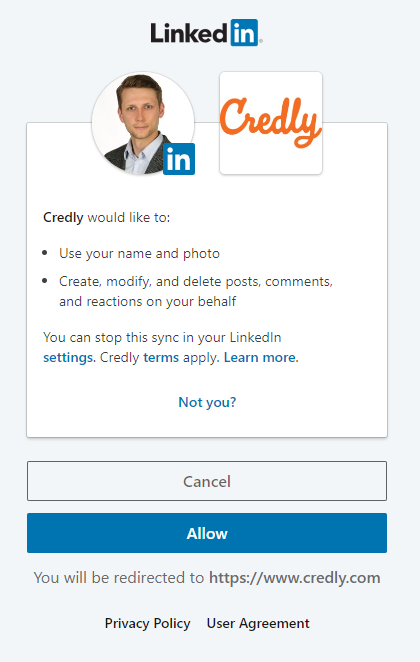 Linked in
in
Credly
Credly would like to:
Use your name and photo
Create, modify, and delete posts, comments,
and reactions on your behalf
You can stop this sync in your LinkedIn
settings. Credly terms apply. Learn more.
Not you?
Cancel
Allow
You will be redirected to https://www.credly.com
Privacy Policy User Agreement